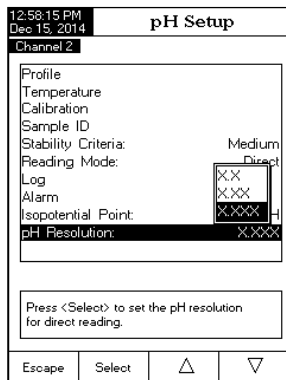 12:58:15 PM
Dec 15, 2014
pH Setup
Channel 2
Profile
Temperature
Calibration
Sample ID
Stability Criteria: Medium
Reading Mode: Direct
Log X.X
Alarm X.XX
Isopotential Point: X.XXX H
pH Resolution: X.XXX
Press <Select> to set the pH resolution
for direct reading.
Escape Select